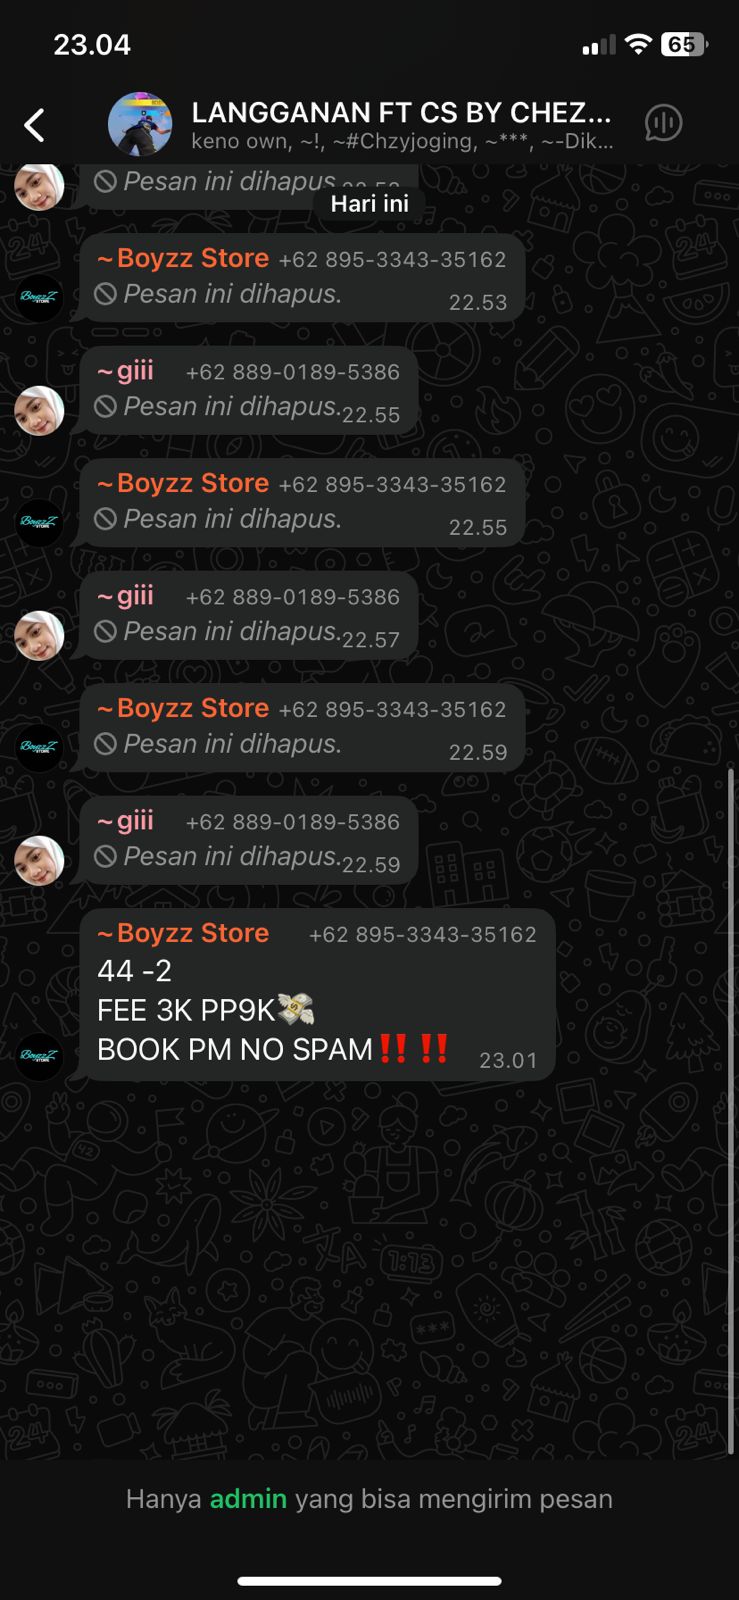 23.04
65
LANGGANAN FT CS BY CHEZ...
keno own, ~!, ~#Chzyjoging, ~***, ~-Dik...
Pesan ini dihapus.
Hari ini
~Boyzz Store +62 895-3343-35162
Pesan ini dihapus.
22.53
~giii +62 889-0189-5386
Pesan ini dihapus.
22.55
~Boyzz Store +62 895-3343-35162
Pesan ini dihapus.
22.55
~giii +62 889-0189-5386
Pesan ini dihapus.
22.57
~Boyzz Store +62 895-3343-35162
Pesan ini dihapus.
22.59
~giii +62 889-0189-5386
Pesan ini dihapus.
22.59
~Boyzz Store +62 895-3343-35162
44 -2
FEE 3K PP9K💸
BOOK PM NO SPAM‼️ ‼️
23.01
Hanya admin yang bisa mengirim pesan